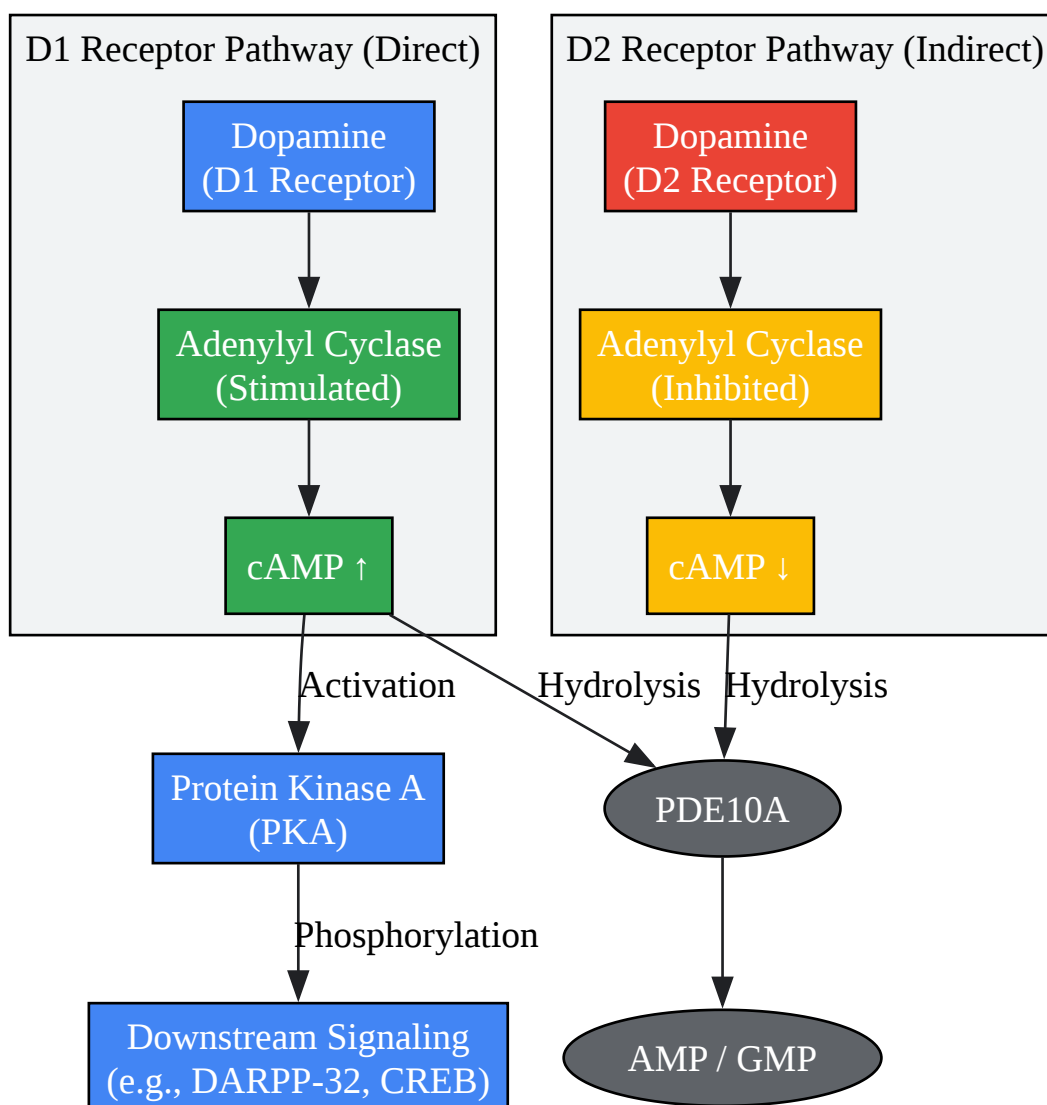 D1 Receptor Pathway (Direct)
Dopamine
(D1 Receptor)
Adenylyl Cyclase
(Stimulated)
cAMP ↑
D2 Receptor Pathway (Indirect)
Dopamine
(D2 Receptor)
Adenylyl Cyclase
(Inhibited)
cAMP ↓
Activation
Hydrolysis
Hydrolysis
Protein Kinase A
(PKA)
PDE10A
Phosphorylation
Downstream Signaling
(e.g., DARPP-32, CREB)
AMP / GMP